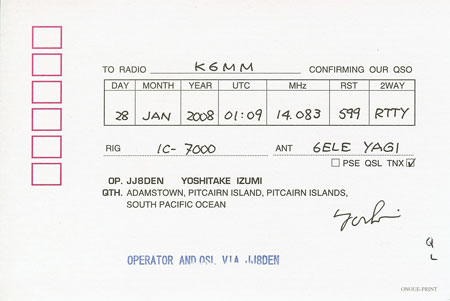 TO RADIO K6MM CONFIRMING OUR QSO
DAY MONTH YEAR UTC MHz RST 2WAY
28 JAN 2008 01:09 14.083 599 RTTY
RIG IC-7000 ANT 6ELE YAGI
PSE QSL TNX
OP. JJ8DEN YOSHITAKE IZUMI
QTH. ADAMSTOWN, PITCAIRN ISLAND, PITCAIRN ISLANDS,
SOUTH PACIFIC OCEAN
Q
L
OPERATOR AND QSL VIA JJ8DEN
ONOUE-PRINT